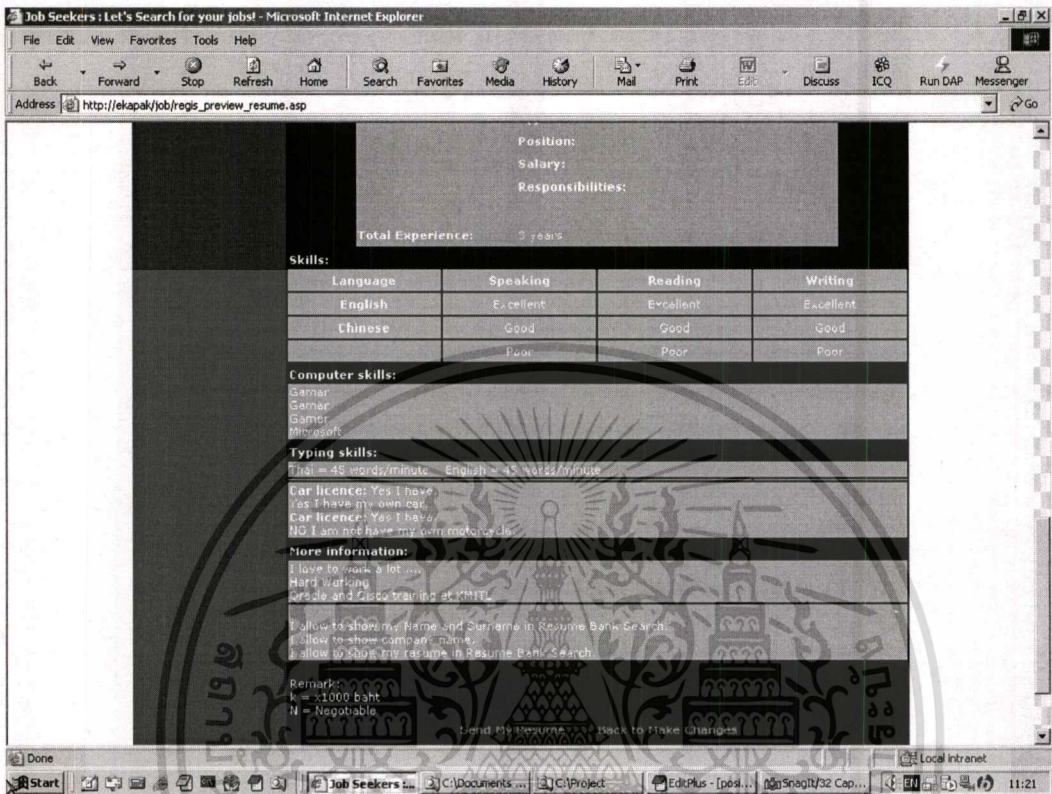 Job Seekers : Let's Search for your jobs! - Microsoft Internet Explorer
File Edit View Favorites Tools Help
Back Forward Stop Refresh Home Search Favorites Media History Mail Print Edit Discuss ICQ Run DAP Messenger
Address http://ekapak/job/regis_preview_resume.asp Go
Position:
Salary:
Responsibilities:
Total Experience: 3 years
Skills:
Language Speaking Reading Writing
English Excellent Excellent Excellent
Chinese Good Good Good
Poor Poor Poor
Computer skills:
Gamar
Gamar
Gamer
Microsoft
Typing skills:
Thai = 45 words/minute English = 45 words/minute
Car licence: Yes I have.
Yes I have my own car.
Car licence: Yes I have.
NO I am not have my own motorcycle.
More information:
I love to work a lot ....
Hard Working
Oracle and Cisco training at KMITL
I allow to show my Name and Surname in Resume Bank Search.
I allow to show company name.
I allow to show my resume in Resume Bank Search.
Remark:
k = x1000 baht
N = Negotiable
Send My Resume Back to Make Changes
Done Local intranet
Start Job Seekers :... C:\Documents ... C:\Project EditPlus - [posi... SnagIt/32 Cap... EN 11:21